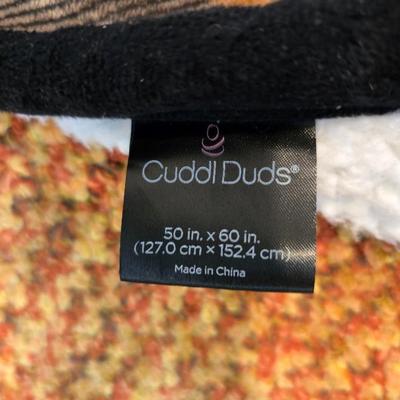 Cuddl Duds®
50 in. x 60 in.
(127.0 cm × 152.4 cm)
Made in China